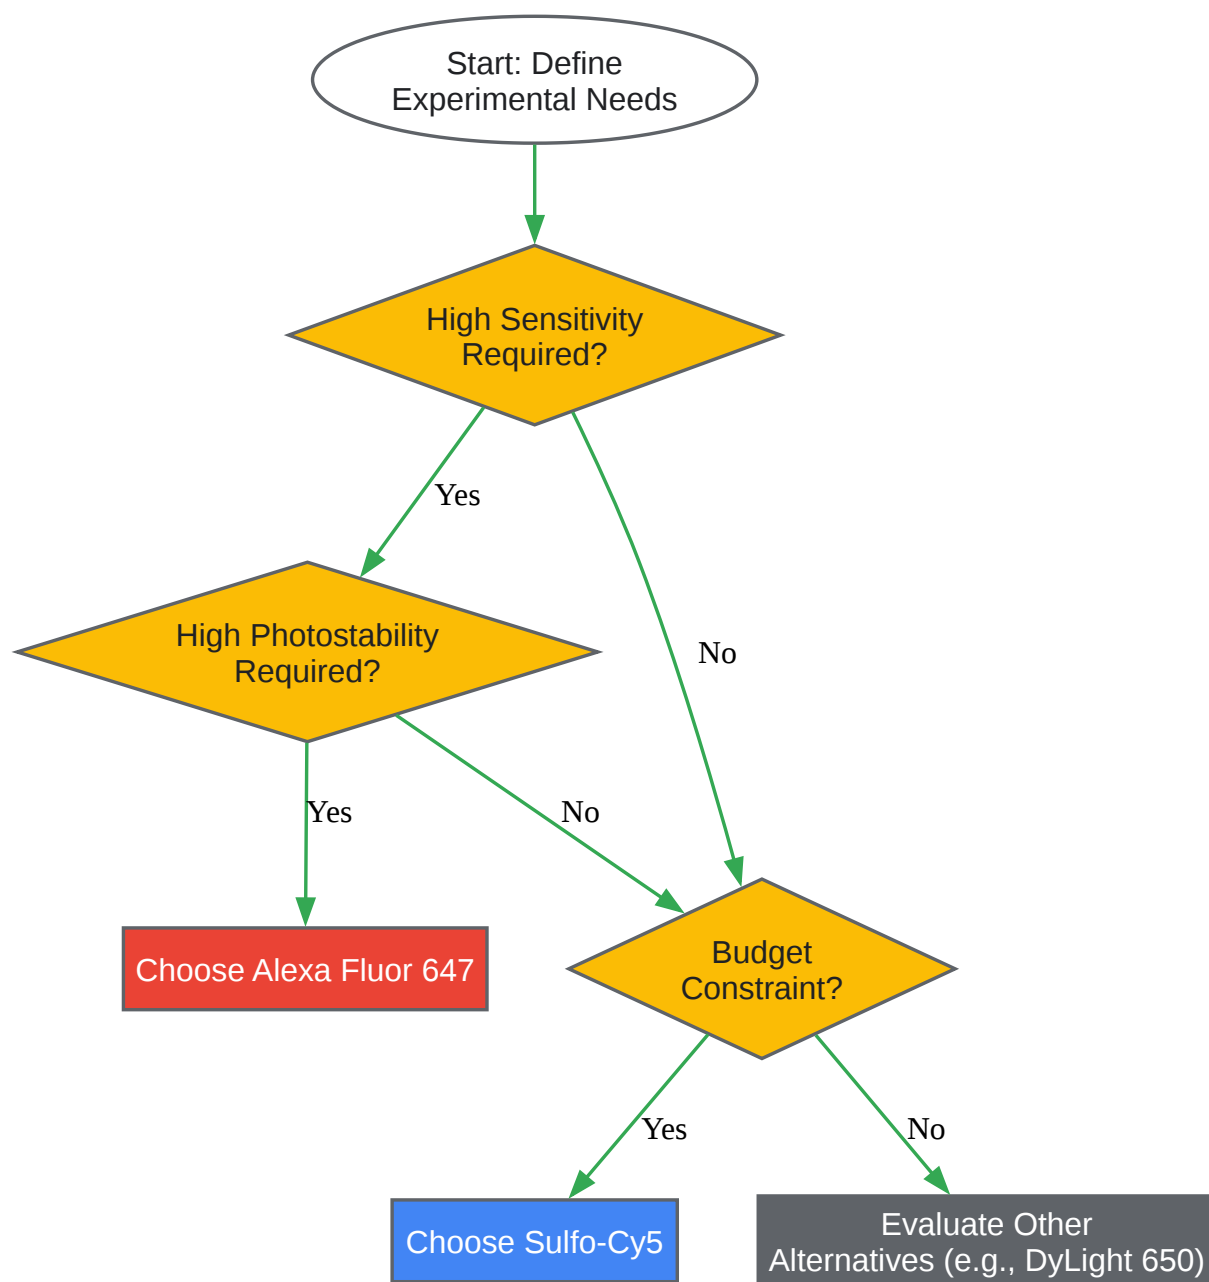 Start: Define
Experimental Needs
High Sensitivity
Required?
Yes
No
High Photostability
Required?
Yes
No
Choose Alexa Fluor 647
Budget
Constraint?
Yes
No
Choose Sulfo-Cy5
Evaluate Other
Alternatives (e.g., DyLight 650)